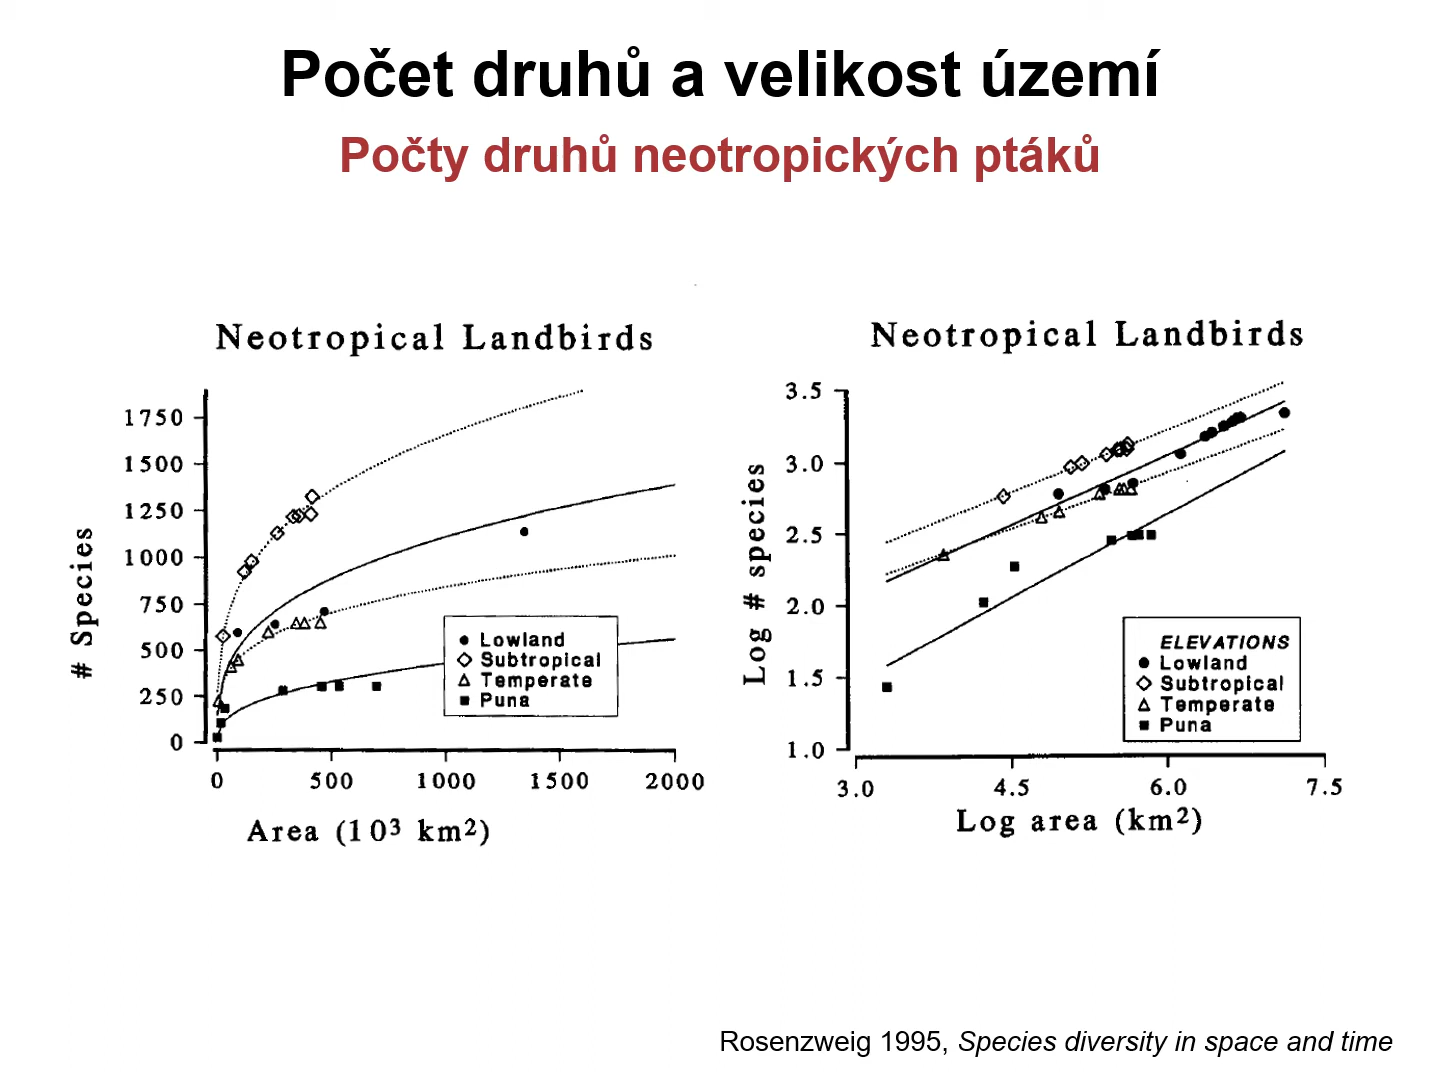 Počet druhů a velikost území
Počty druhů neotropických ptáků
Neotropical Landbirds
1750
1500
1250
1000
750
500
250
0
# Species
0 500 1000 1500 2000
Area (10³ km²)
Lowland
Subtropical
Temperate
Puna
Neotropical Landbirds
3.5
3.0
2.5
2.0
1.5
1.0
Log # species
3.0 4.5 6.0 7.5
Log area (km²)
ELEVATIONS
Lowland
Subtropical
Temperate
Puna
Rosenzweig 1995, Species diversity in space and time